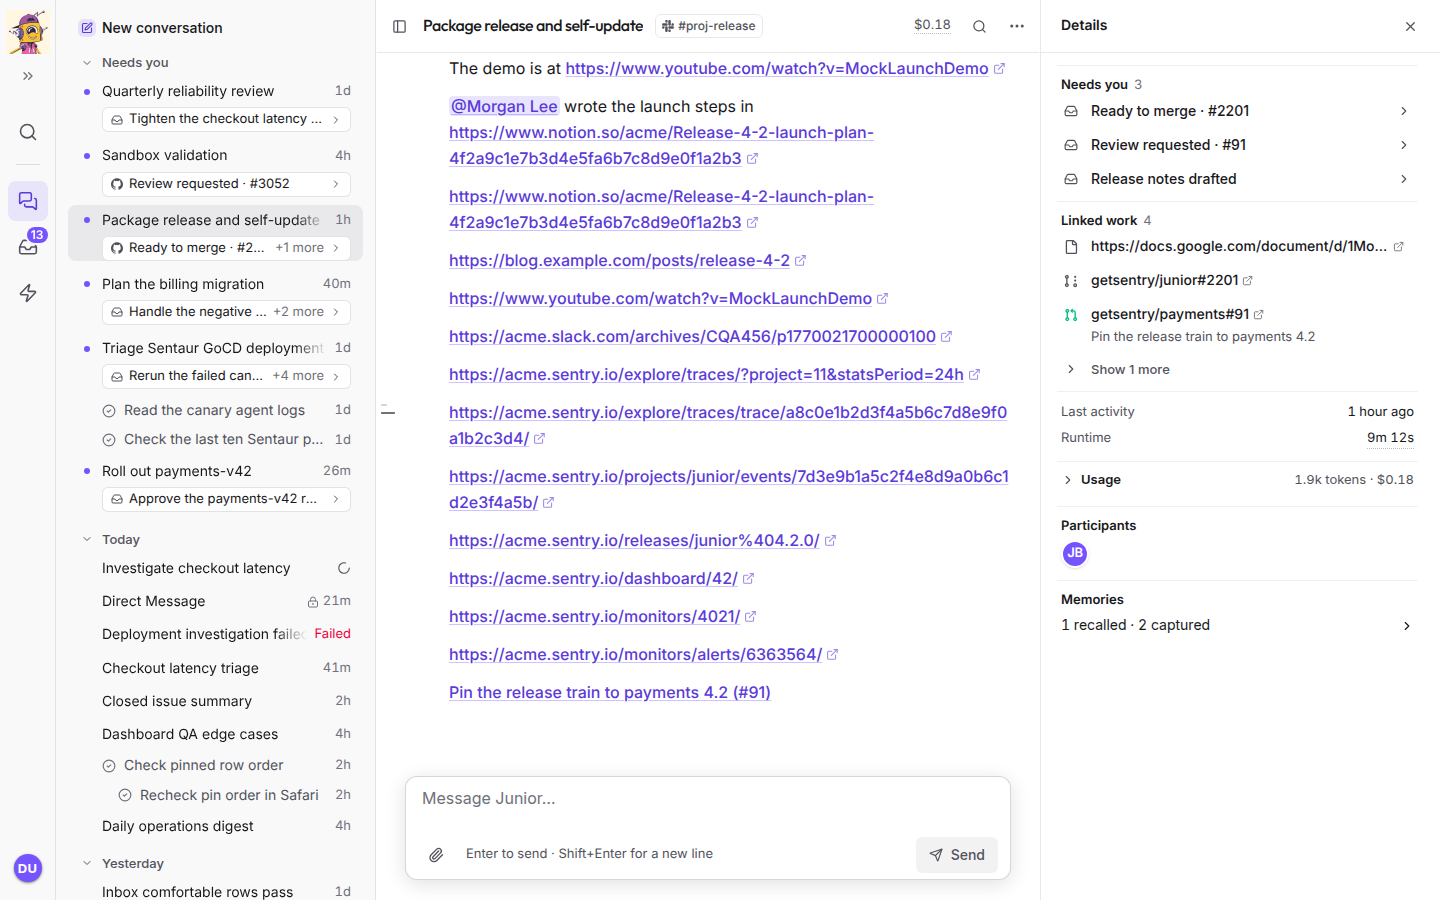 New conversation
Needs you
Quarterly reliability review 1d
Tighten the checkout latency ...
Sandbox validation 4h
Review requested · #3052
Package release and self-update 1h
Ready to merge · #2... +1 more
Plan the billing migration 40m
Handle the negative ... +2 more
Triage Sentaur GoCD deployment 1d
Rerun the failed can... +4 more
Read the canary agent logs 1d
Check the last ten Sentaur p... 1d
Roll out payments-v42 26m
Approve the payments-v42 r...
Today
Investigate checkout latency
Direct Message 21m
Deployment investigation failed Failed
Checkout latency triage 41m
Closed issue summary 2h
Dashboard QA edge cases 4h
Check pinned row order 2h
Recheck pin order in Safari 2h
Daily operations digest 4h
Yesterday
Inbox comfortable rows pass 1d
13
DU
Package release and self-update #proj-release $0.18
The demo is at https://www.youtube.com/watch?v=MockLaunchDemo
@Morgan Lee wrote the launch steps in
https://www.notion.so/acme/Release-4-2-launch-plan-
4f2a9c1e7b3d4e5fa6b7c8d9e0f1a2b3
https://www.notion.so/acme/Release-4-2-launch-plan-
4f2a9c1e7b3d4e5fa6b7c8d9e0f1a2b3
https://blog.example.com/posts/release-4-2
https://www.youtube.com/watch?v=MockLaunchDemo
https://acme.slack.com/archives/CQA456/p1770021700000100
https://acme.sentry.io/explore/traces/?project=11&statsPeriod=24h
https://acme.sentry.io/explore/traces/trace/a8c0e1b2d3f4a5b6c7d8e9f0
a1b2c3d4/
https://acme.sentry.io/projects/junior/events/7d3e9b1a5c2f4e8d9a0b6c1
d2e3f4a5b/
https://acme.sentry.io/releases/junior%404.2.0/
https://acme.sentry.io/dashboard/42/
https://acme.sentry.io/monitors/4021/
https://acme.sentry.io/monitors/alerts/6363564/
Pin the release train to payments 4.2 (#91)
Message Junior...
Enter to send · Shift+Enter for a new line
Send
Details
Needs you 3
Ready to merge · #2201
Review requested · #91
Release notes drafted
Linked work 4
https://docs.google.com/document/d/1Mo...
getsentry/junior#2201
getsentry/payments#91
Pin the release train to payments 4.2
Show 1 more
Last activity 1 hour ago
Runtime 9m 12s
Usage 1.9k tokens · $0.18
Participants
JB
Memories
1 recalled · 2 captured